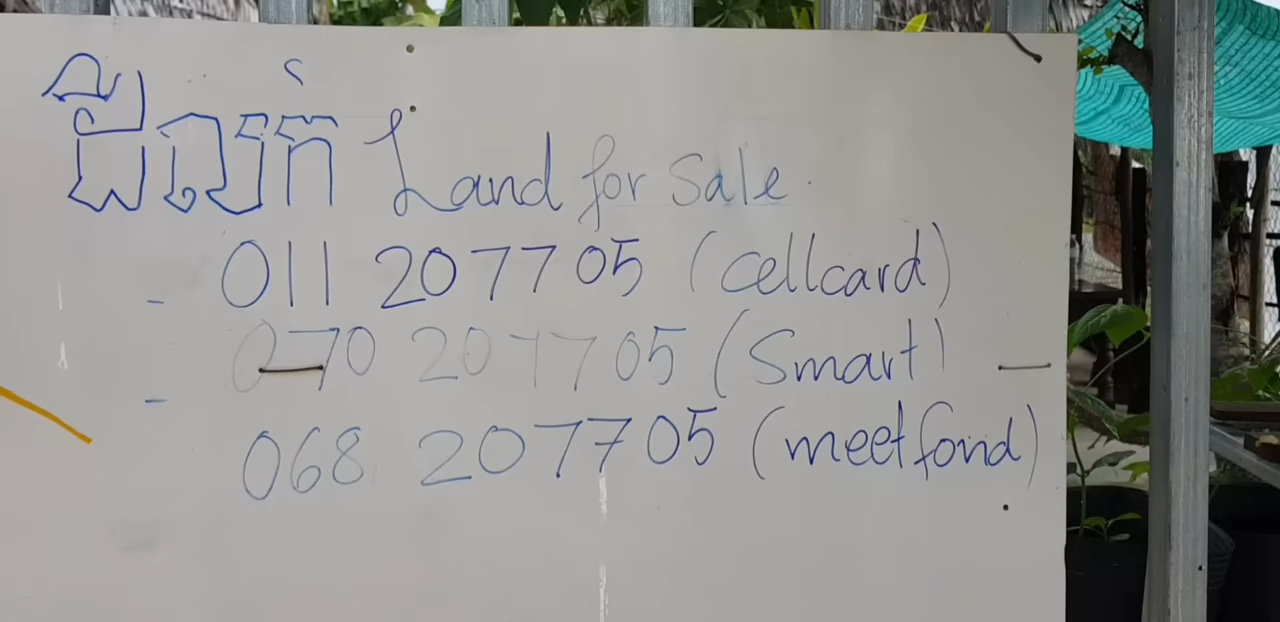 ដីលក់ Land for Sale.
- 011 207705 (cellcard)
- 070 207705 (Smart)
068 207705 (meetfond)